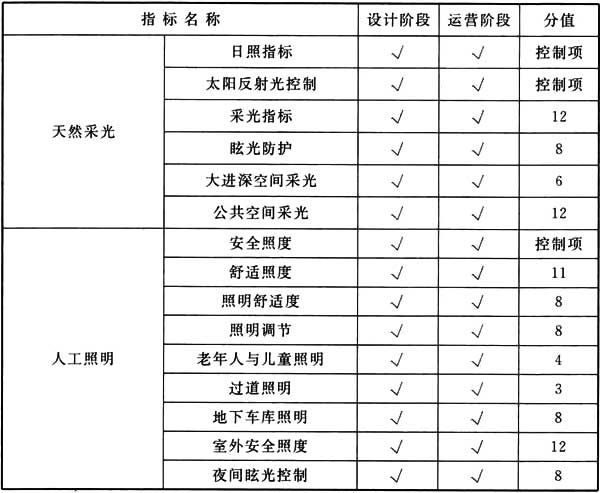 指标名称 设计阶段 运营阶段 分值
天然采光 日照指标 √ √ 控制项
太阳反射光控制 √ √ 控制项
采光指标 √ √ 12
眩光防护 √ √ 8
大进深空间采光 √ √ 6
公共空间采光 √ √ 12
人工照明 安全照度 √ √ 控制项
舒适照度 √ √ 11
照明舒适度 √ √ 8
照明调节 √ √ 8
老年人与儿童照明 √ √ 4
过道照明 √ √ 3
地下车库照明 √ √ 8
室外安全照度 √ √ 12
夜间眩光控制 √ √ 8